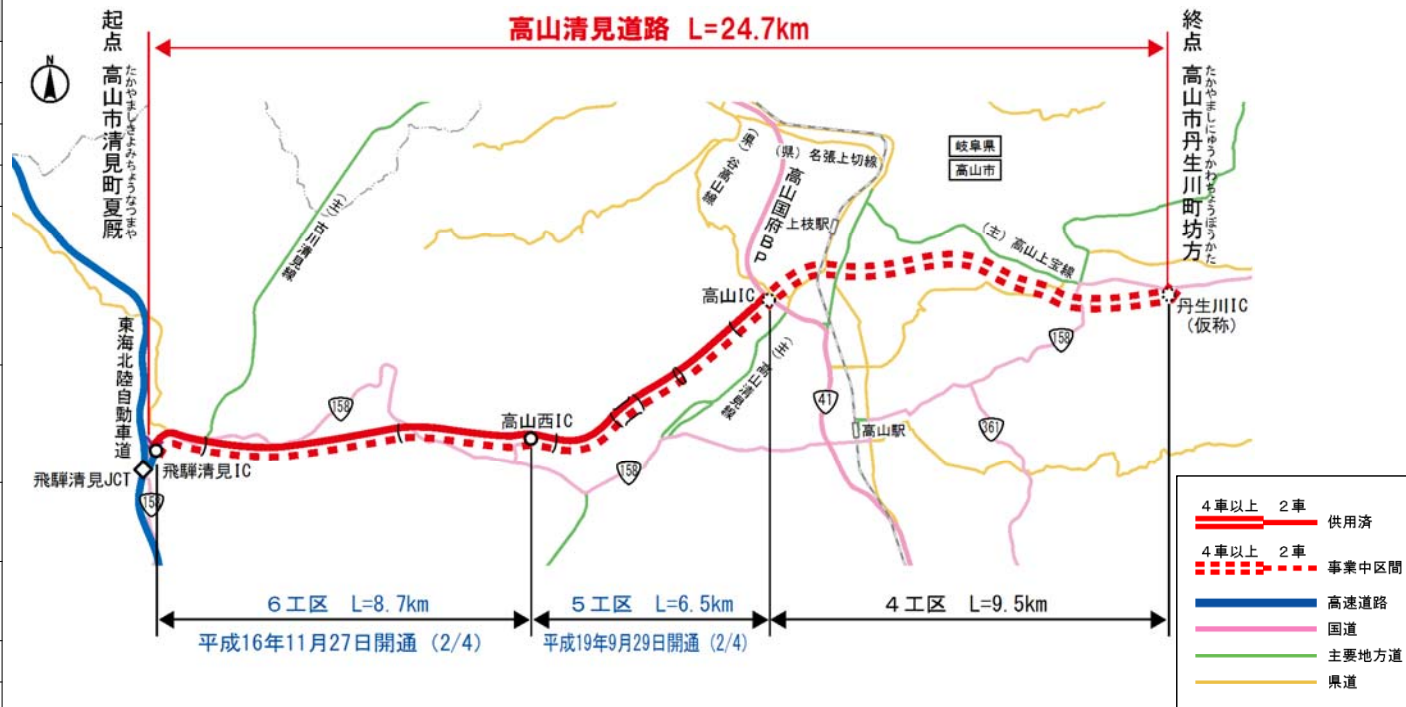 高山清見道路 L=24.7km
起点
高山市清見町夏厩
たかやましきよみちょうなつまや
終点
高山市丹生川町坊方
たかやましにゅうかわちょうぼうかた
N
岐阜県
高山市
(県)谷高山線
(県)名張上切線
高山国府BP
上枝駅
(主)古川清見線
(主)高山上宝線
高山IC
丹生川IC
(仮称)
東海北陸自動車道
158
158
高山西IC
(主)高山清見線
41
高山駅
361
飛騨清見JCT
飛騨清見IC
158
158
6工区 L=8.7km
平成16年11月27日開通(2/4)
5工区 L=6.5km
平成19年9月29日開通(2/4)
4工区 L=9.5km
4車以上 2車
供用済
4車以上 2車
事業中区間
高速道路
国道
主要地方道
県道